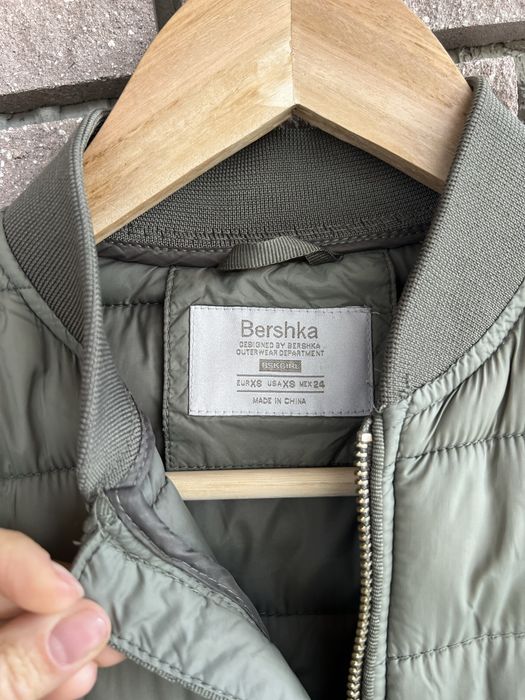 Bershka
DESIGNED BY BERSHKA
OUTERWEAR DEPARTMENT
BSKGIRL
EUR XS USA XS MEX 24
MADE IN CHINA